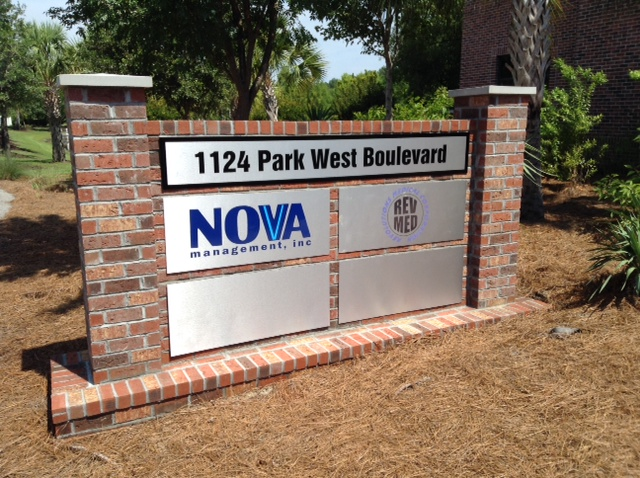 1124 Park West Boulevard
NOVA
management, inc
REV
MED